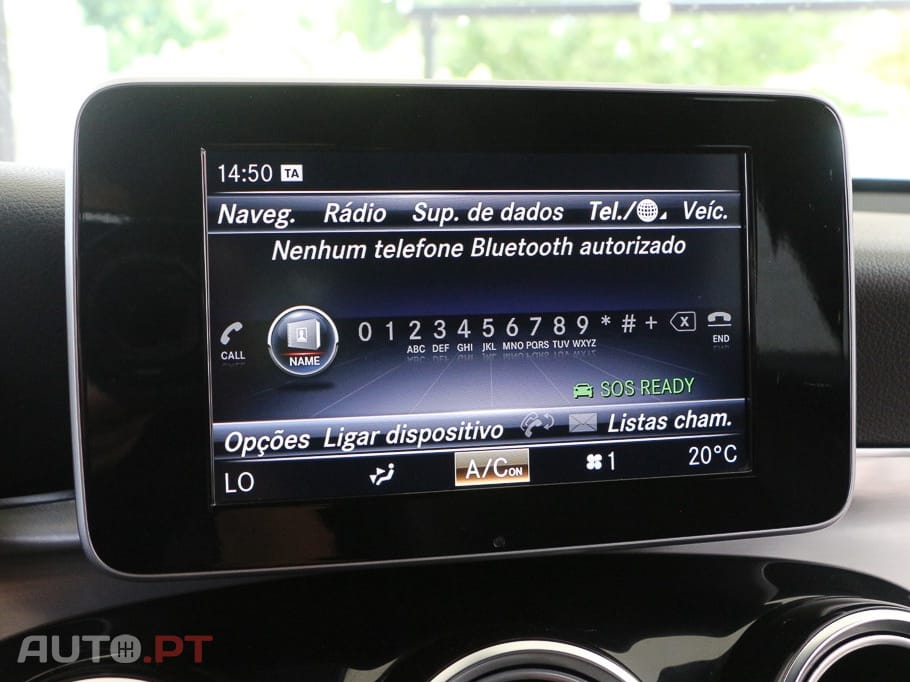 14:50 TA
Naveg. Rádio Sup. de dados Tel./ Veíc.
Nenhum telefone Bluetooth autorizado
CALL NAME 0 1 2 3 4 5 6 7 8 9 * # + X END
ABC DEF GHI JKL MNO PQRS TUV WXYZ
SOS READY
Opções Ligar dispositivo Listas cham.
LO A/C ON 1 20°C
AUTO.PT